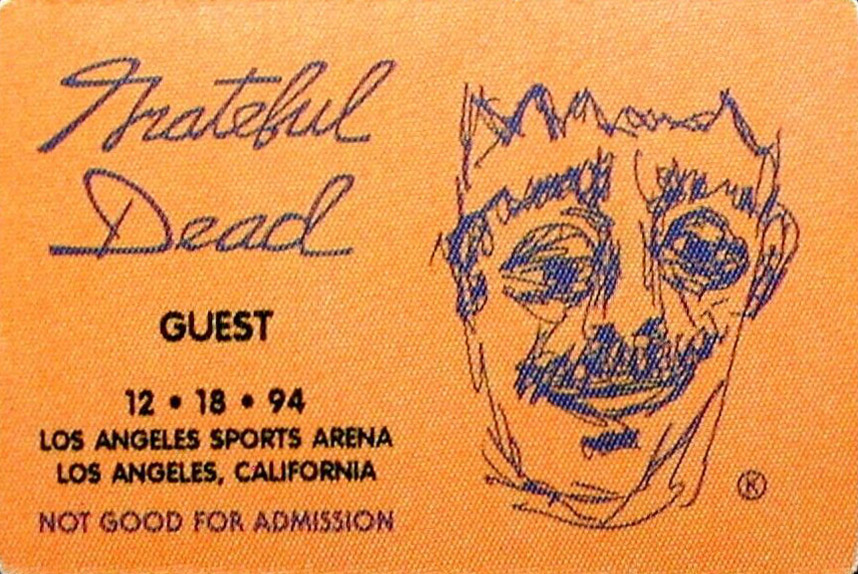 Grateful
Dead
GUEST
12 • 18 • 94
LOS ANGELES SPORTS ARENA
LOS ANGELES, CALIFORNIA
NOT GOOD FOR ADMISSION
K